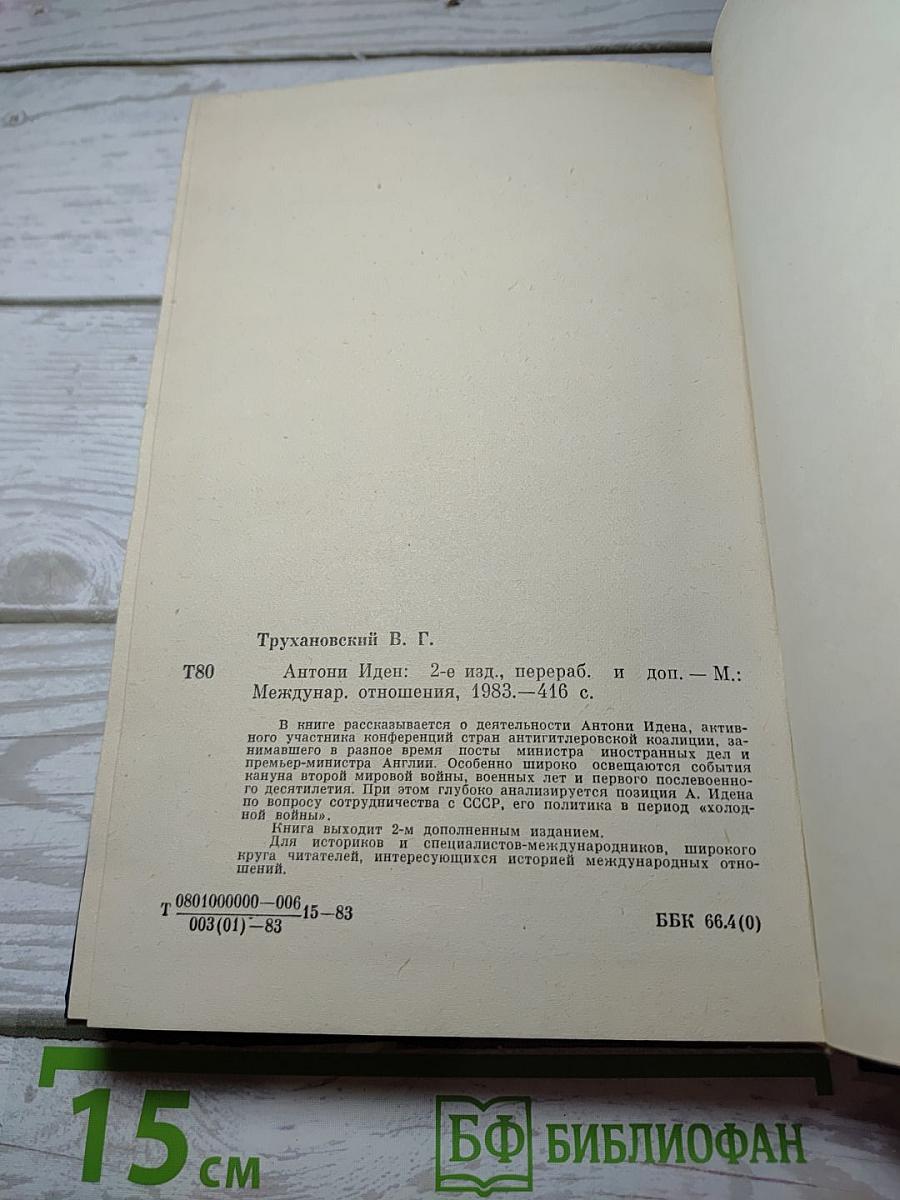 Трухановский В. Г.
Т80 Антони Иден: 2-е изд., перераб. и доп. — М.:
Междунар. отношения, 1983.—416 с.
В книге рассказывается о деятельности Антони Идена, актив-
ного участника конференций стран антигитлеровской коалиции, за-
нимавшего в разное время посты министра иностранных дел и
премьер-министра Англии. Особенно широко освещаются события
кануна второй мировой войны, военных лет и первого послевоенно-
го десятилетия. При этом глубоко анализируется позиция А. Идена
по вопросу сотрудничества с СССР, его политика в период «холод-
ной войны».
Книга выходит 2-м дополненным изданием.
Для историков и специалистов-международников, широкого
круга читателей, интересующихся историей международных отно-
шений.
Т 0801000000—006 15—83
003(01)—83
ББК 66.4(0)
15 см
БФ БИБЛИОФАН